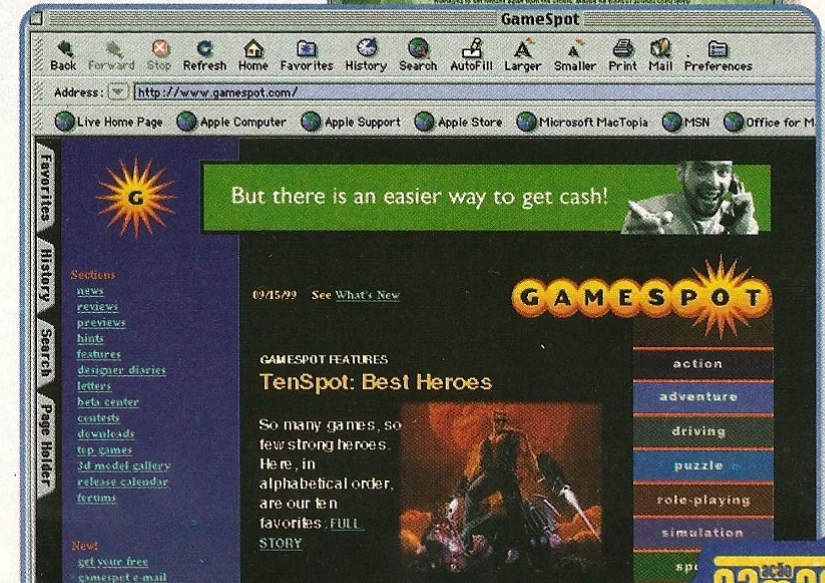 GameSpot
Back Forward Stop Refresh Home Favorites History Search AutoFill Larger Smaller Print Mail Preferences
Address: http://www.gamespot.com/
Live Home Page Apple Computer Apple Support Apple Store Microsoft MacTopia MSN Office for M
Favorites
History
Search
Page Holder
G
But there is an easier way to get cash!
Sections
news
reviews
previews
hints
features
designer diaries
letters
beta center
contests
downloads
top games
3d model gallery
release calendar
forums
New!
get your free
gamespot e-mail
09/15/99 See What's New
GAMESPOT
GAMESPOT FEATURES
TenSpot: Best Heroes
So many games, so
few strong heroes.
Here, in
alphabetical order,
are our ten
favorites: FULL
STORY
action
adventure
driving
puzzle
role-playing
simulation
spo
ação
games